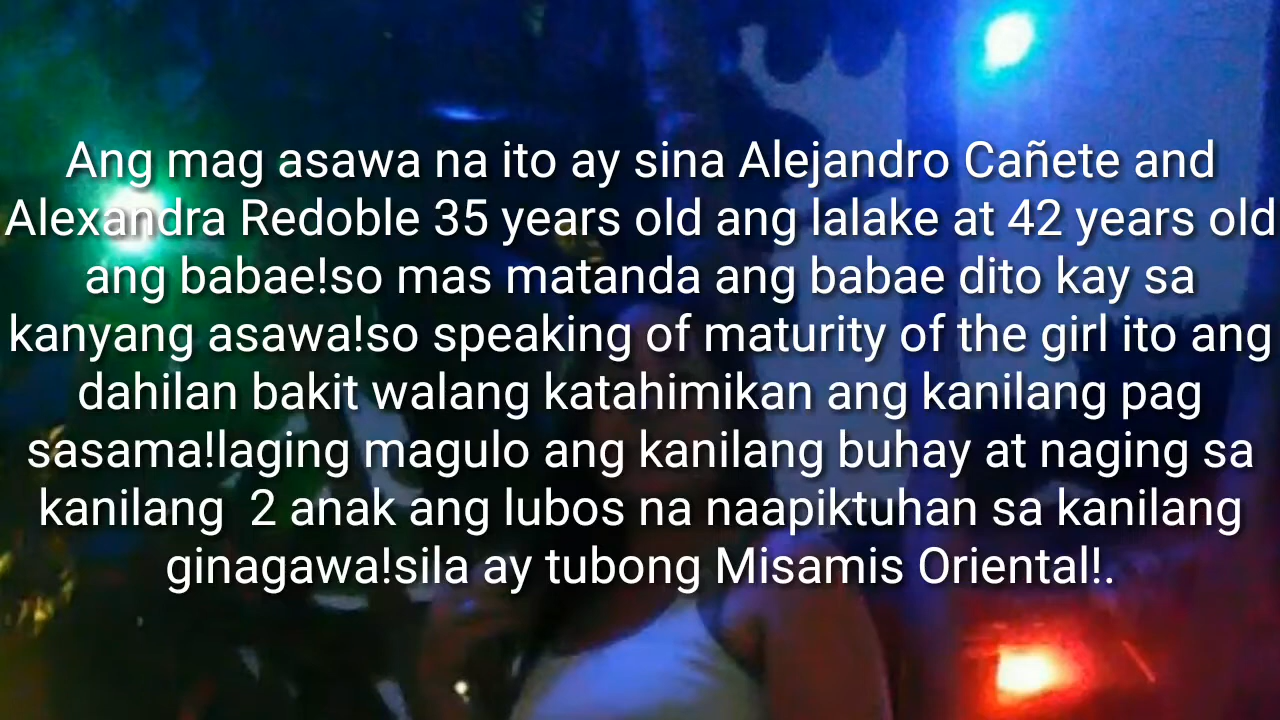 Ang mag asawa na ito ay sina Alejandro Cañete and
Alexandra Redoble 35 years old ang lalake at 42 years old
ang babae!so mas matanda ang babae dito kay sa
kanyang asawa!so speaking of maturity of the girl ito ang
dahilan bakit walang katahimikan ang kanilang pag
sasama!laging magulo ang kanilang buhay at naging sa
kanilang  2 anak ang lubos na naapiktuhan sa kanilang
ginagawa!sila ay tubong Misamis Oriental!.